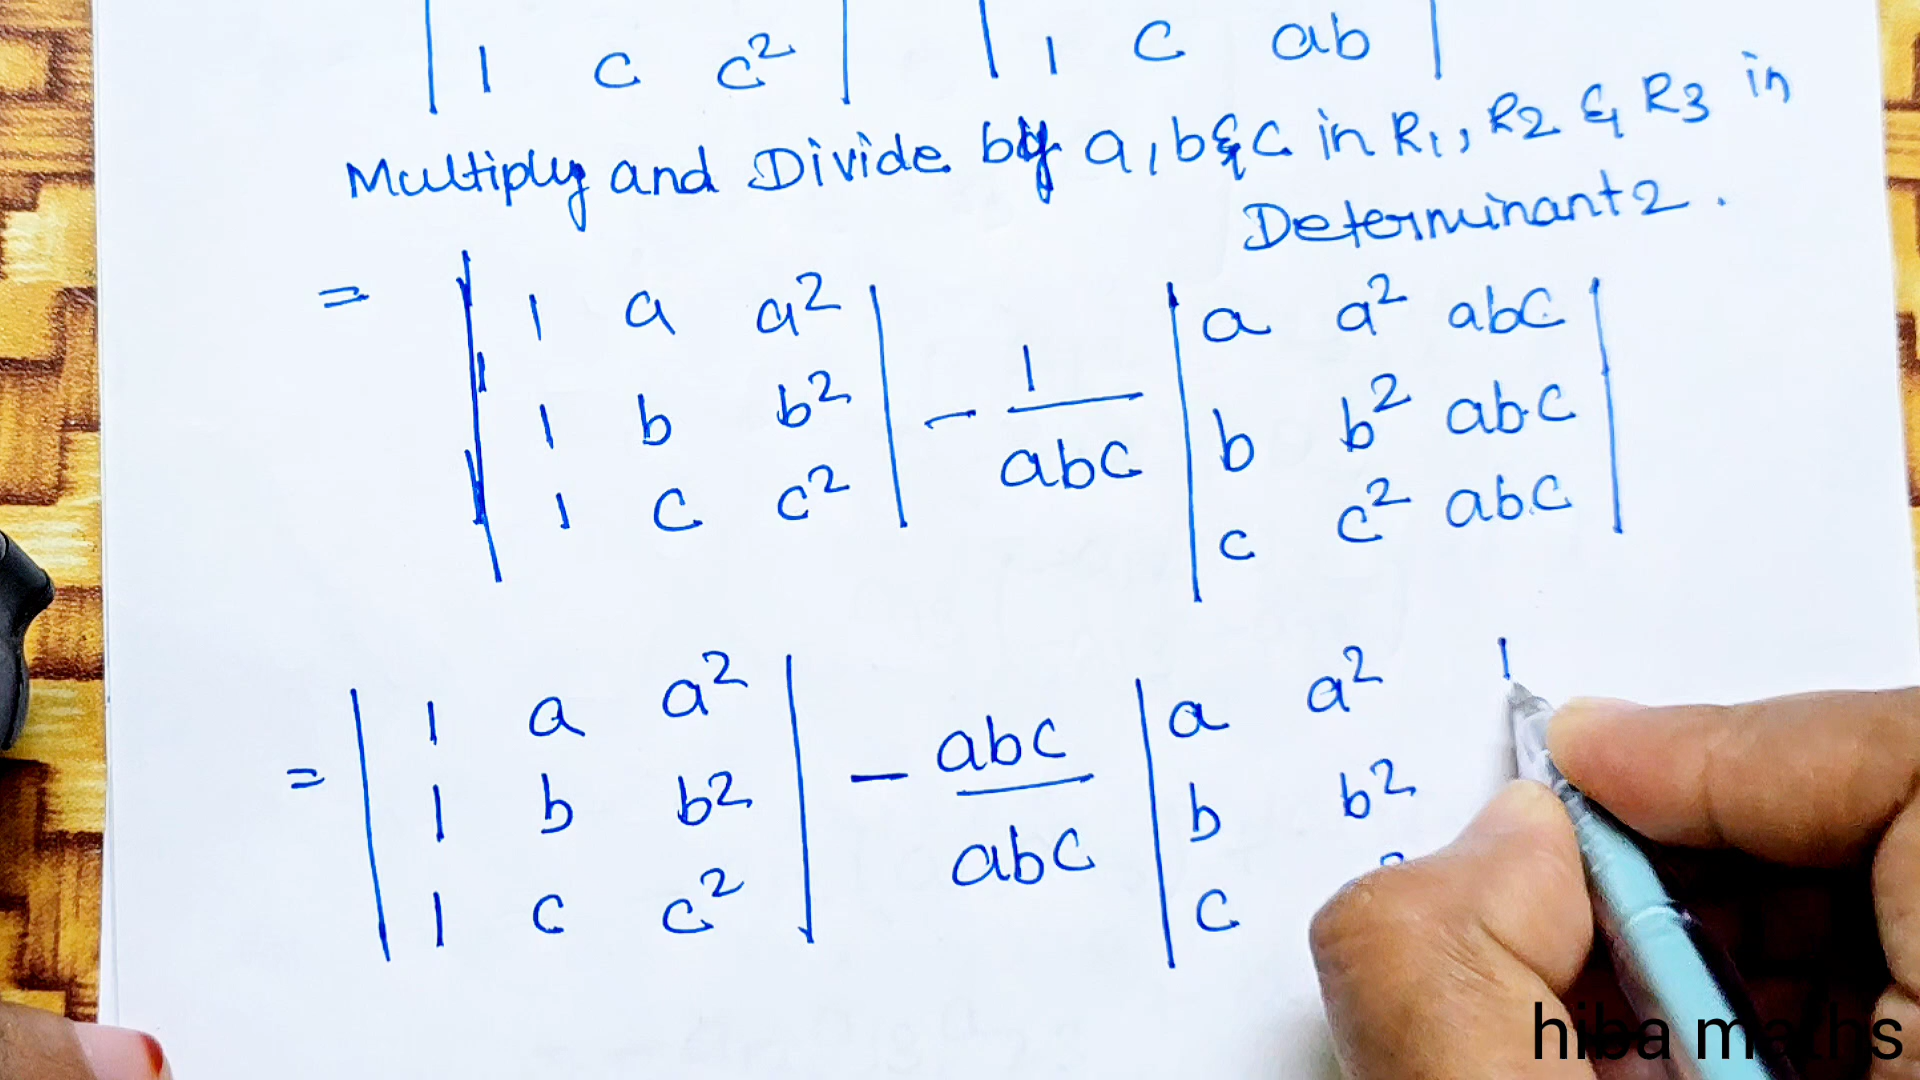 | 1 c c² | | 1 c ab |
Multiply and Divide by a, b & c in R1, R2 & R3 in
Determinant 2.
= | 1 a a² | - 1 | a a² abc |
| 1 b b² | abc | b b² abc |
| 1 c c² | | c c² abc |
= | 1 a a² | - abc | a a² 1
| 1 b b² | abc | b b²
| 1 c c² | | c
hiba maths